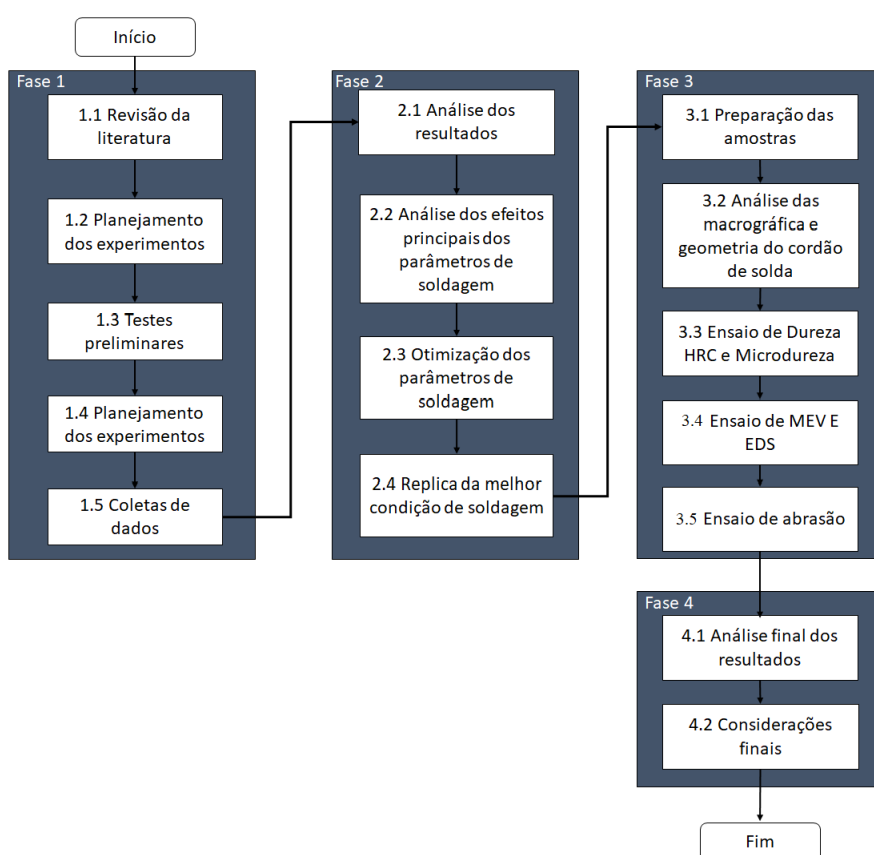 Início
Fase 1
1.1 Revisão da
literatura
1.2 Planejamento
dos experimentos
1.3 Testes
preliminares
1.4 Planejamento
dos experimentos
1.5 Coletas de
dados
Fase 2
2.1 Análise dos
resultados
2.2 Análise dos efeitos
principais dos
parâmetros de
soldagem
2.3 Otimização dos
parâmetros de
soldagem
2.4 Replica da melhor
condição de soldagem
Fase 3
3.1 Preparação das
amostras
3.2 Análise das
macrográfica e
geometria do cordão
de solda
3.3 Ensaio de Dureza
HRC e Microdureza
3.4 Ensaio de MEV E
EDS
3.5 Ensaio de abrasão
Fase 4
4.1 Análise final dos
resultados
4.2 Considerações
finais
Fim